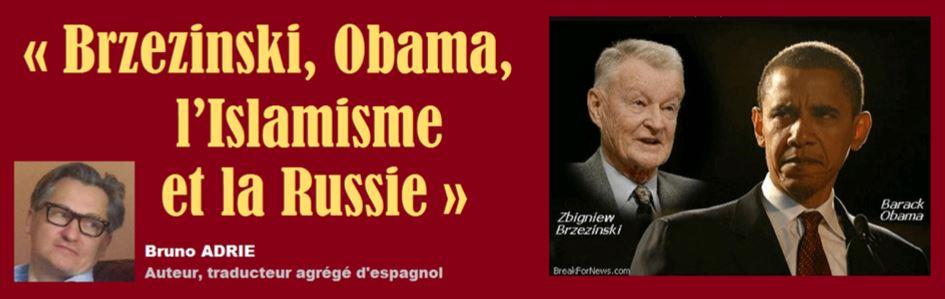 « Brzezinski, Obama,
l’Islamisme
et la Russie »
Bruno ADRIE
Auteur, traducteur agrégé d'espagnol
Zbigniew
Brzezinski
Barack
Obama
BreakForNews.com